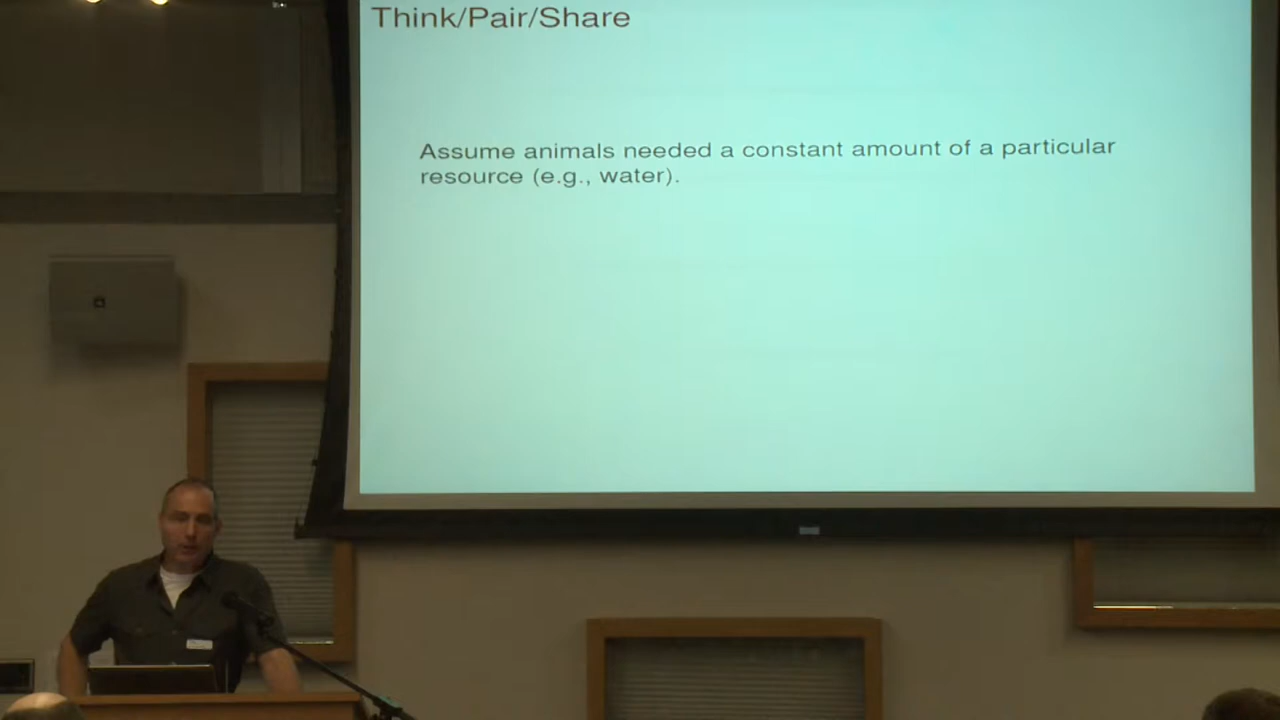 Think/Pair/Share
Assume animals needed a constant amount of a particular
resource (e.g., water).